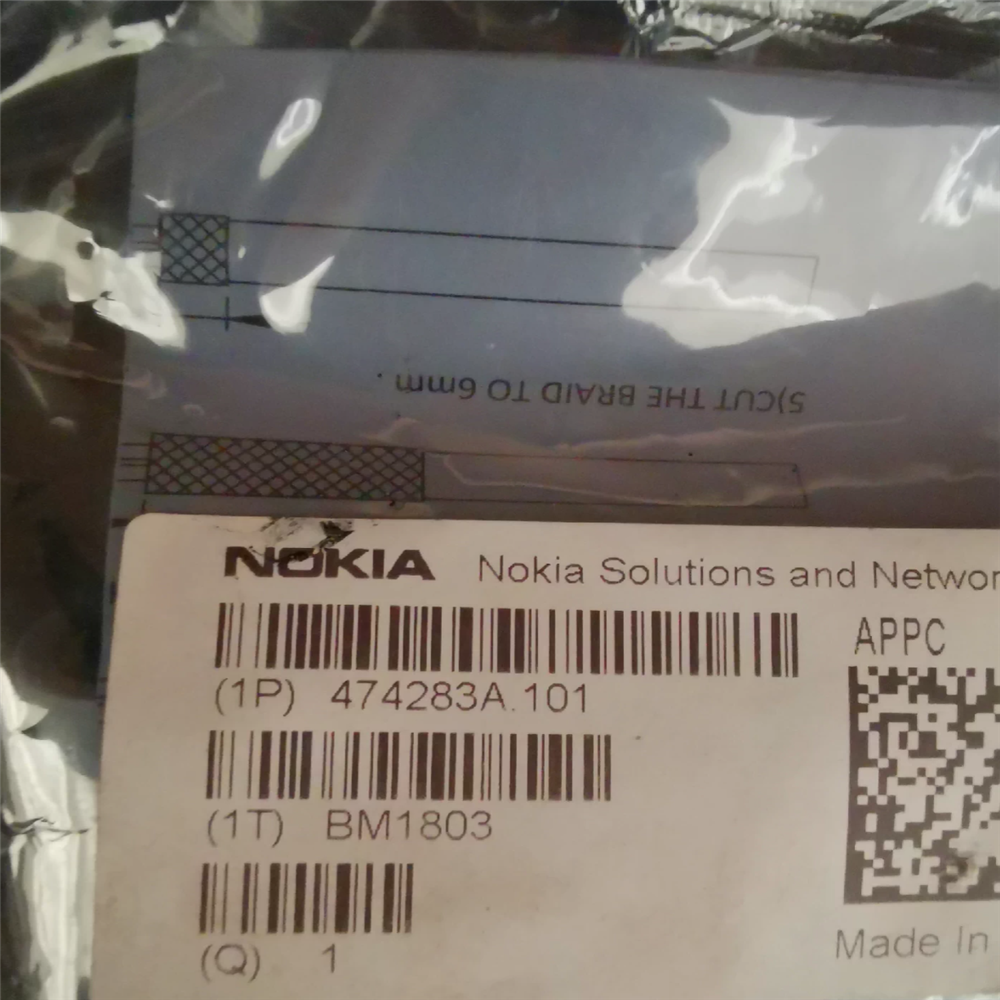 5)CUT THE BRAID TO 6mm.
NOKIA Nokia Solutions and Networ
APPC
(1P) 474283A.101
(1T) BM1803
(Q) 1
Made In